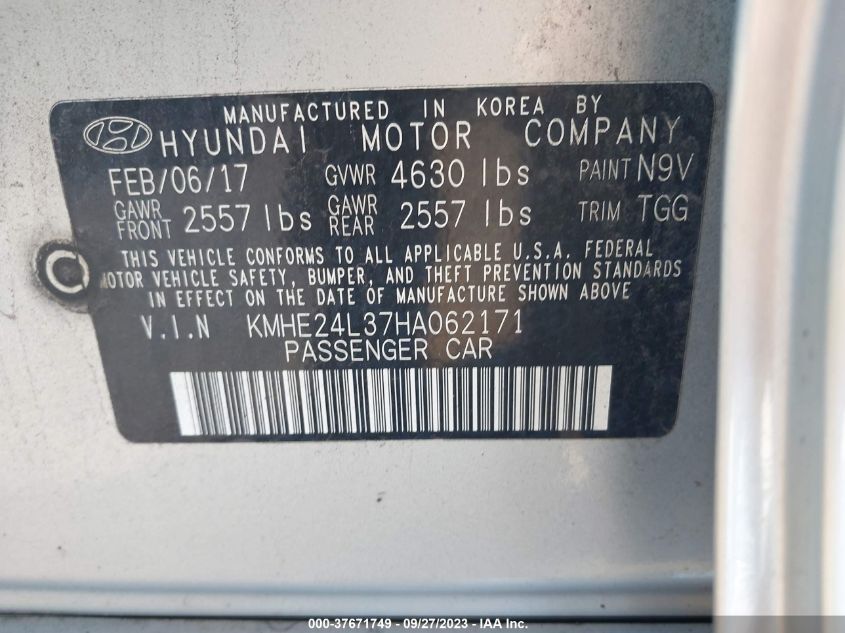 MANUFACTURED IN KOREA BY
HYUNDAI MOTOR COMPANY
FEB/06/17 GVWR 4630 lbs PAINT N9V
GAWR FRONT 2557 lbs GAWR REAR 2557 lbs TRIM TGG
THIS VEHICLE CONFORMS TO ALL APPLICABLE U.S.A. FEDERAL
MOTOR VEHICLE SAFETY, BUMPER, AND THEFT PREVENTION STANDARDS
IN EFFECT ON THE DATE OF MANUFACTURE SHOWN ABOVE
V.I.N KMHE24L37HA062171
PASSENGER CAR
000-37671749 - 09/27/2023 - IAA Inc.